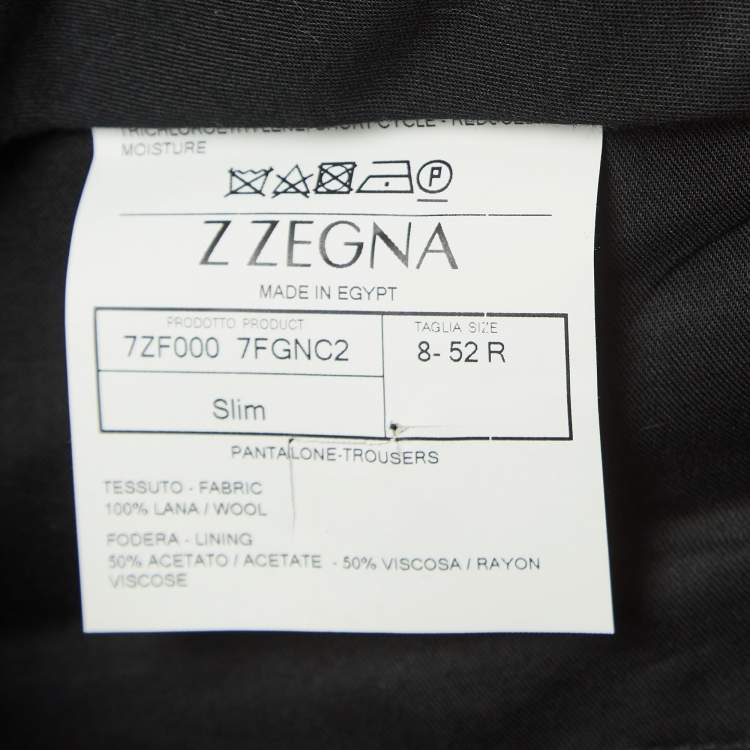 MOISTURE
P
Z ZEGNA
MADE IN EGYPT
PRODOTTO PRODUCT
7ZF000 7FGNC2
TAGLIA SIZE
8- 52 R
Slim
PANTALONE-TROUSERS
TESSUTO - FABRIC
100% LANA / WOOL
FODERA - LINING
50% ACETATO / ACETATE - 50% VISCOSA / RAYON
VISCOSE